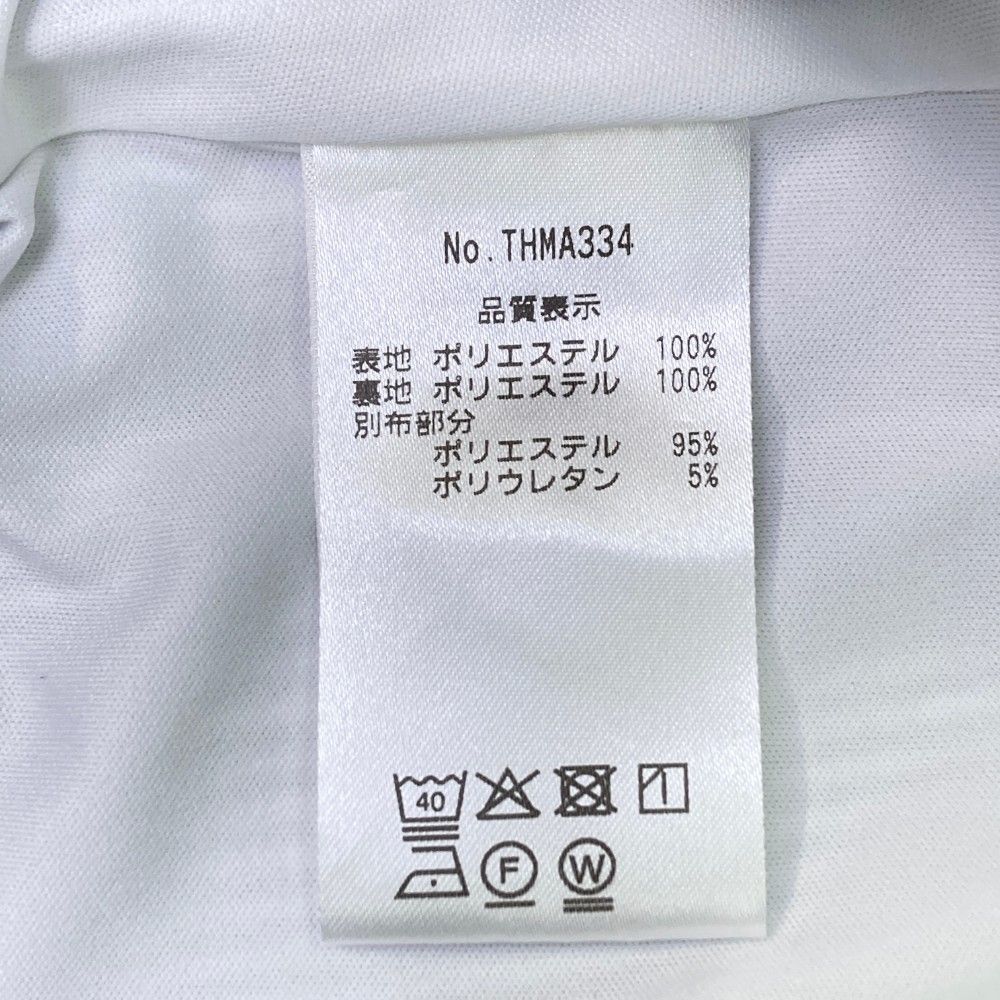 No.THMA334
品質表示
表地 ポリエステル 100%
裏地 ポリエステル 100%
別布部分
ポリエステル 95%
ポリウレタン 5%
40
F W